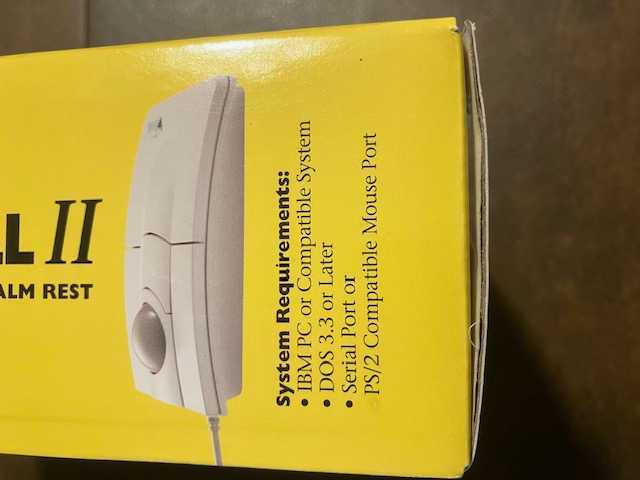 LL II
ALM REST
System Requirements:
• IBM PC or Compatible System
• DOS 3.3 or Later
• Serial Port or
PS/2 Compatible Mouse Port